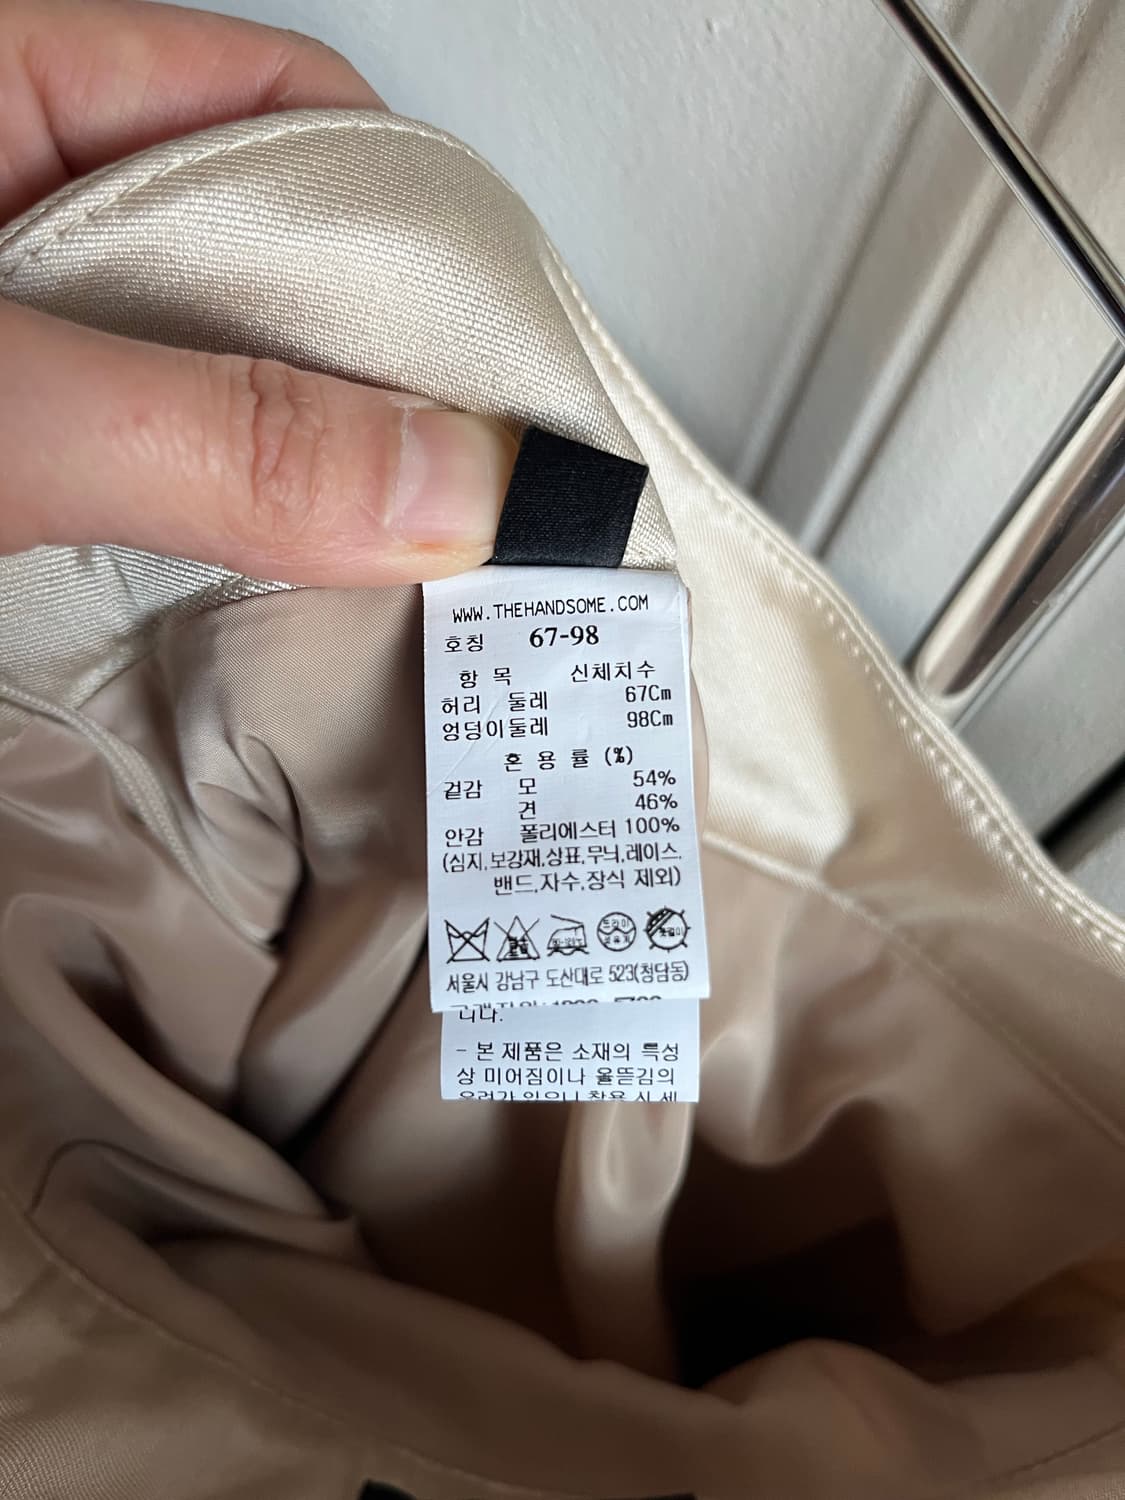 WWW.THEHANDSOME.COM
호칭 67-98
항 목 신체치수
허리 둘레 67Cm
엉덩이둘레 98Cm
혼 용 률 (%)
겉감 모 54%
견 46%
안감 폴리에스터 100%
(심지,보강재,상표,무늬,레이스,
밴드,자수,장식 제외)
드라이
서울시 강남구 도산대로 523(청담동)
니다.
- 본 제품은 소재의 특성
상 미어짐이나 올뜯김의